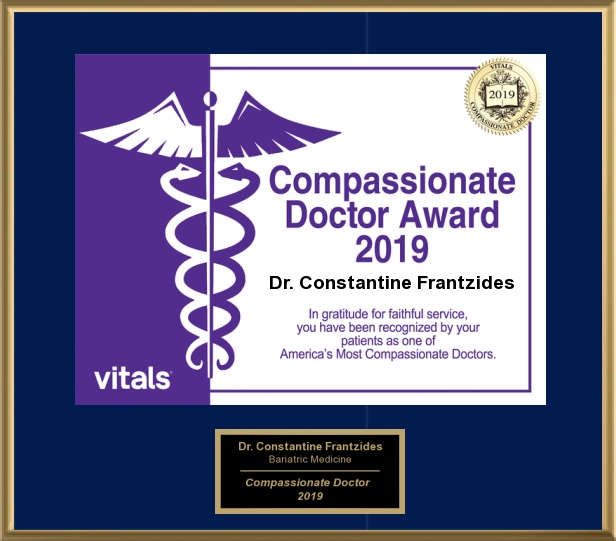 VITALS
2019
COMPASSIONATE DOCTOR
Compassionate
Doctor Award
2019
Dr. Constantine Frantzides
In gratitude for faithful service,
you have been recognized by your
patients as one of
America's Most Compassionate Doctors.
vitals
Dr. Constantine Frantzides
Bariatric Medicine
Compassionate Doctor
2019